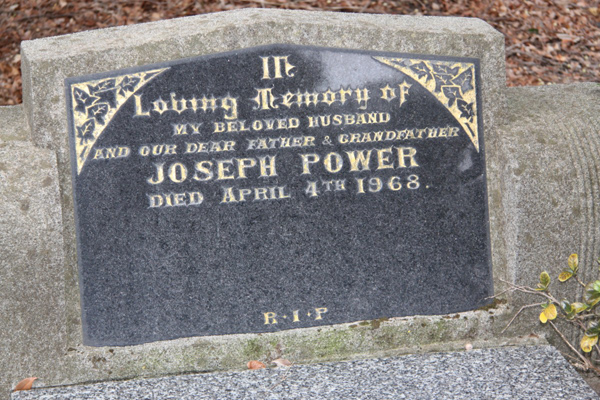 In
Loving Memory of
MY BELOVED HUSBAND
AND OUR DEAR FATHER & GRANDFATHER
JOSEPH POWER
DIED APRIL 4TH 1968.
R·I·P